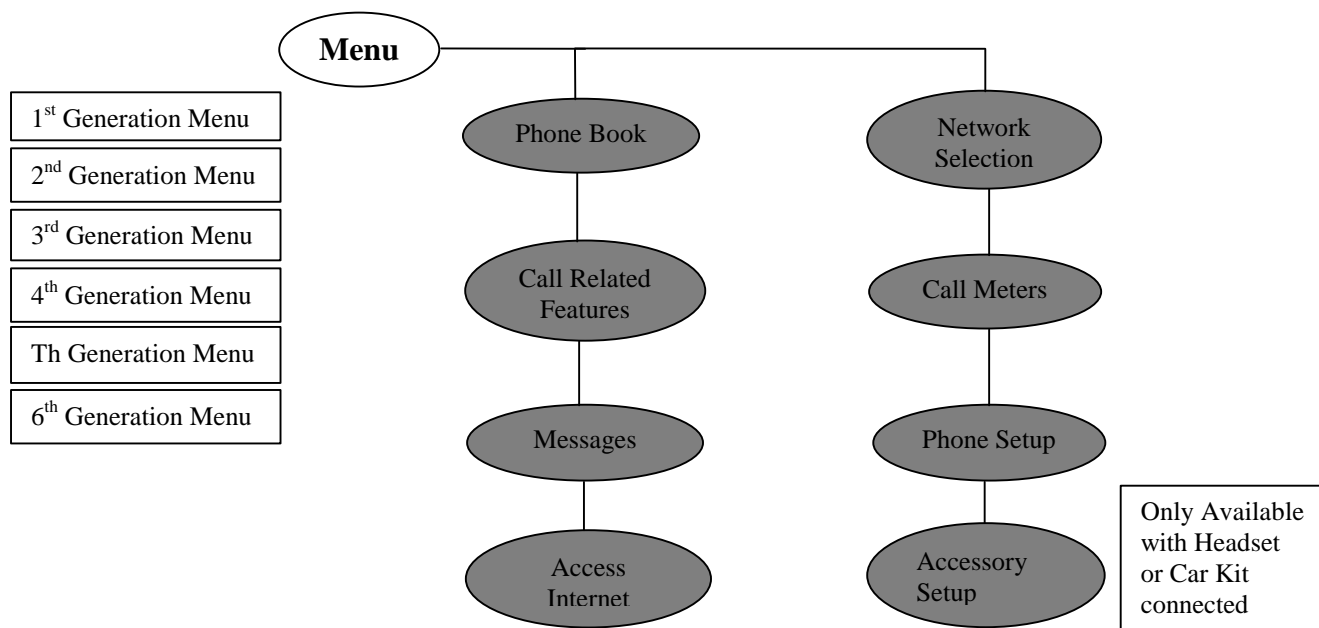 Menu
1st Generation Menu
2nd Generation Menu
3rd Generation Menu
4th Generation Menu
Th Generation Menu
6th Generation Menu
Phone Book
Call Related
Features
Messages
Access
Internet
Network
Selection
Call Meters
Phone Setup
Accessory
Setup
Only Available
with Headset
or Car Kit
connected